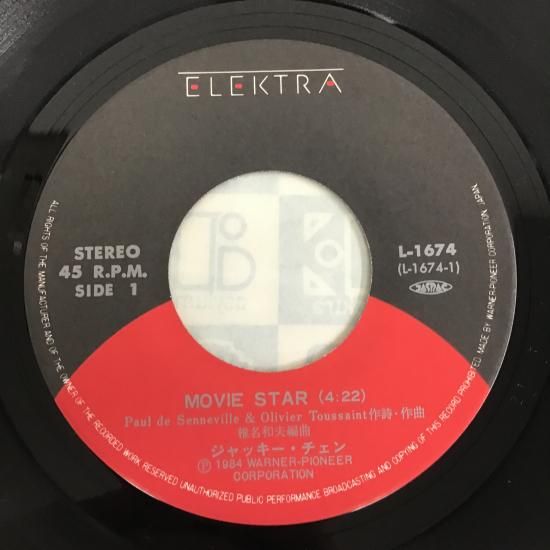 ELEKTRA
STEREO
45 R.P.M.
SIDE 1
L-1674
(L-1674-1)
JASRAC
MOVIE STAR (4:22)
Paul de Senneville & Olivier Toussaint作詩・作曲
椎名和夫編曲
ジャッキー・チェン
Ⓟ1984 WARNER-PIONEER
CORPORATION
ALL RIGHTS OF THE MANUFACTURER AND OF THE OWNER OF THE RECORDED WORK RESERVED UNAUTHORIZED PUBLIC PERFORMANCE BROADCASTING AND COPYING OF THIS RECORD PROHIBITED MADE BY WARNER-PIONEER CORPORATION, JAPAN.